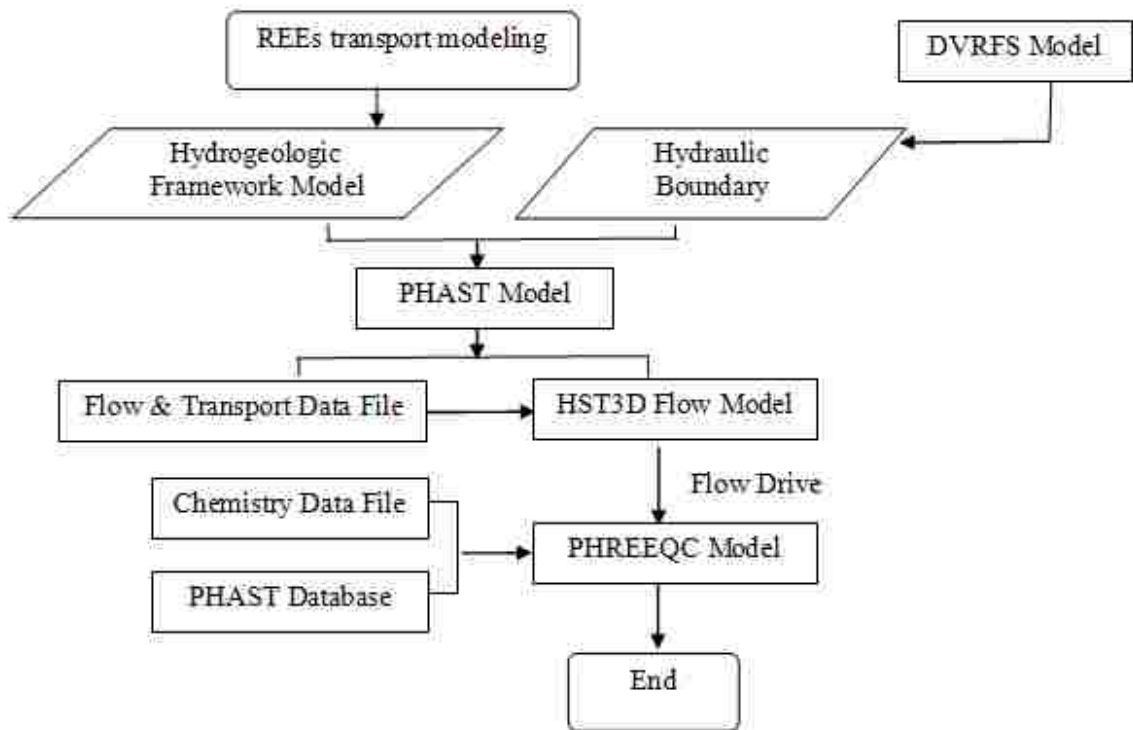 REEs transport modeling
DVRFS Model
Hydrogeologic
Framework Model
Hydraulic
Boundary
PHAST Model
Flow & Transport Data File
HST3D Flow Model
Flow Drive
Chemistry Data File
PHREEQC Model
PHAST Database
End